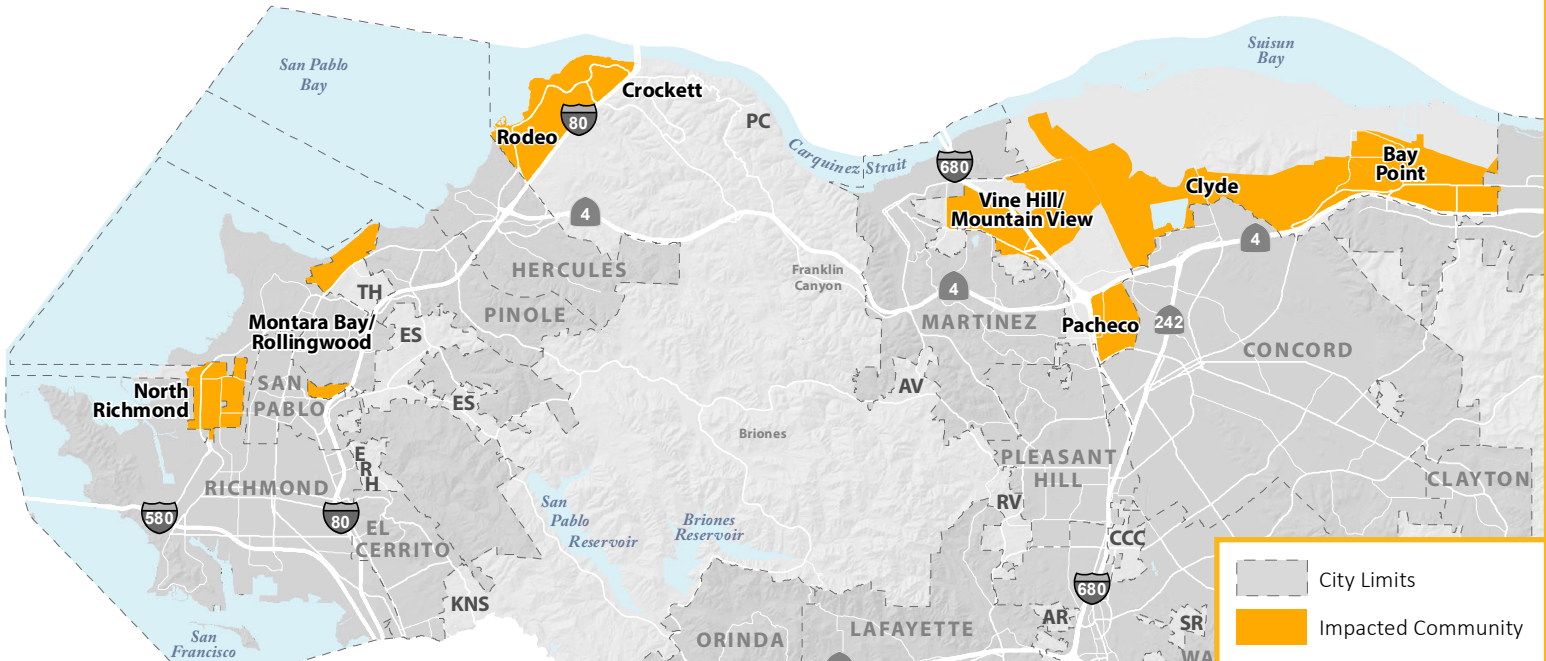 San Pablo
Bay
Suisun
Bay
Crockett
80
Rodeo
PC
Carquinez Strait
680
Bay
Point
Clyde
Vine Hill/
Mountain View
4
4
HERCULES
Franklin
Canyon
TH
4
PINOLE
Montara Bay/
Rollingwood
ES
MARTINEZ
Pacheco
242
CONCORD
North
Richmond
SAN
PABLO
ES
AV
Briones
E
R
H
PLEASANT
HILL
CLAYTON
RICHMOND
San
Pablo
Reservoir
Briones
Reservoir
RV
580
80
EL
CERRITO
CCC
680
KNS
AR
SR
ORINDA
LAFAYETTE
WA
San
Francisco
City Limits
Impacted Community